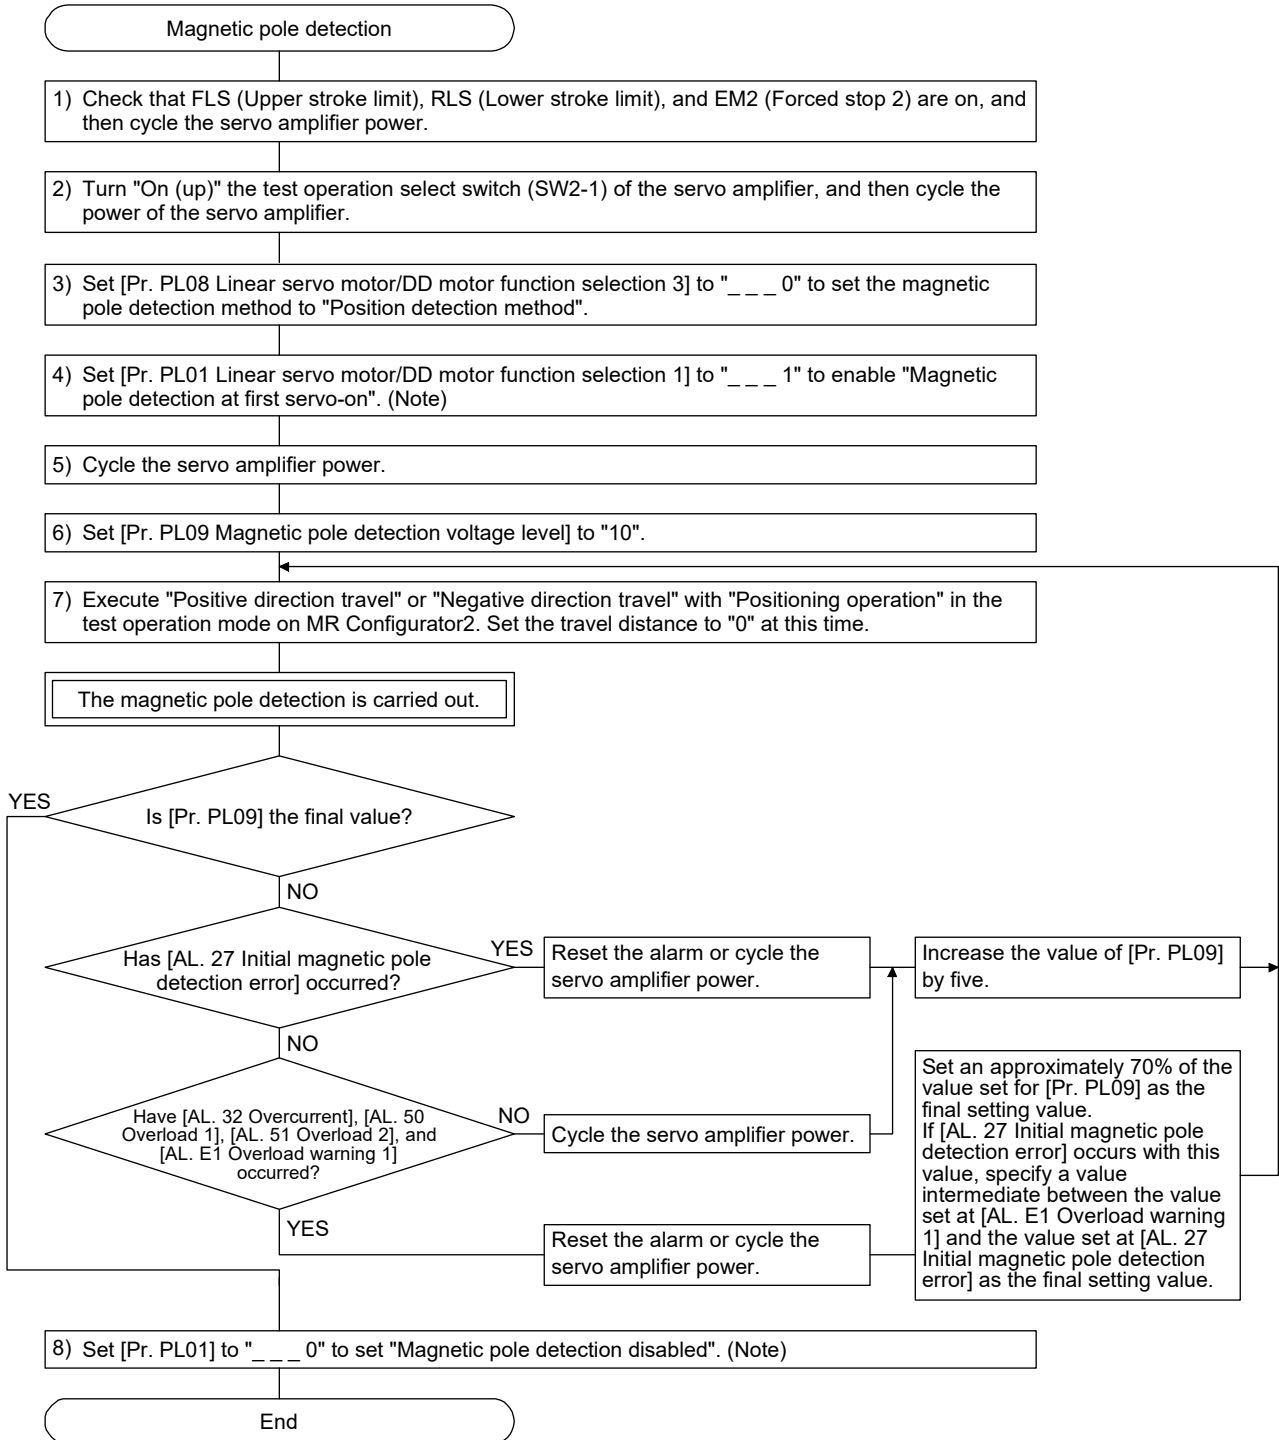 Magnetic pole detection
1) Check that FLS (Upper stroke limit), RLS (Lower stroke limit), and EM2 (Forced stop 2) are on, and
then cycle the servo amplifier power.
2) Turn "On (up)" the test operation select switch (SW2-1) of the servo amplifier, and then cycle the
power of the servo amplifier.
3) Set [Pr. PL08 Linear servo motor/DD motor function selection 3] to "_ _ _ 0" to set the magnetic
pole detection method to "Position detection method".
4) Set [Pr. PL01 Linear servo motor/DD motor function selection 1] to "_ _ _ 1" to enable "Magnetic
pole detection at first servo-on". (Note)
5) Cycle the servo amplifier power.
6) Set [Pr. PL09 Magnetic pole detection voltage level] to "10".
7) Execute "Positive direction travel" or "Negative direction travel" with "Positioning operation" in the
test operation mode on MR Configurator2. Set the travel distance to "0" at this time.
The magnetic pole detection is carried out.
YES
Is [Pr. PL09] the final value?
NO
Has [AL. 27 Initial magnetic pole
detection error] occurred?
YES
Reset the alarm or cycle the
servo amplifier power.
Increase the value of [Pr. PL09]
by five.
NO
Have [AL. 32 Overcurrent], [AL. 50
Overload 1], [AL. 51 Overload 2], and
[AL. E1 Overload warning 1]
occurred?
NO
Cycle the servo amplifier power.
YES
Reset the alarm or cycle the
servo amplifier power.
Set an approximately 70% of the
value set for [Pr. PL09] as the
final setting value.
If [AL. 27 Initial magnetic pole
detection error] occurs with this
value, specify a value
intermediate between the value
set at [AL. E1 Overload warning
1] and the value set at [AL. 27
Initial magnetic pole detection
error] as the final setting value.
8) Set [Pr. PL01] to "_ _ _ 0" to set "Magnetic pole detection disabled". (Note)
End